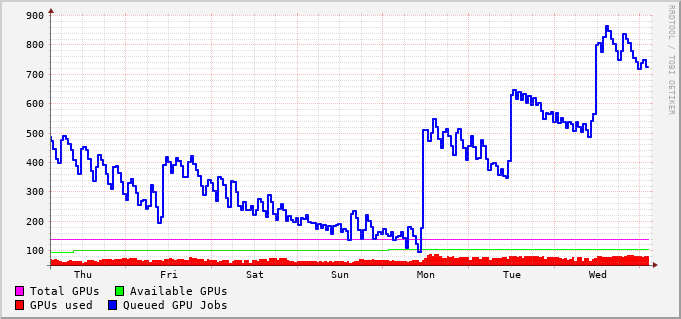 900
800
700
600
500
400
300
200
100
Thu Fri Sat Sun Mon Tue Wed
Total GPUs Available GPUs
GPUs used Queued GPU Jobs
RRDTOOL / TOBI OETIKER